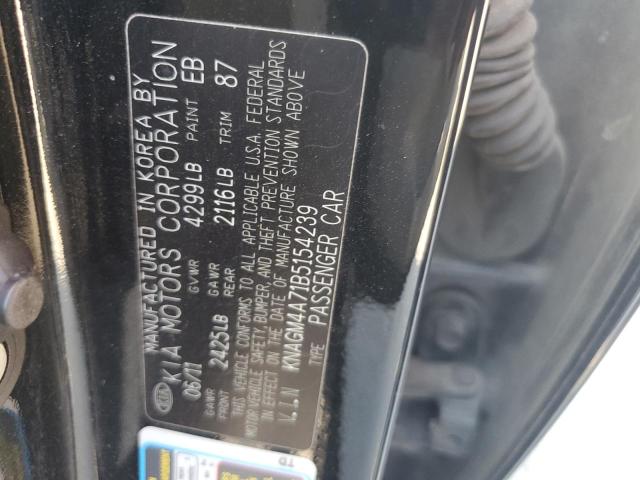 MANUFACTURED IN KOREA BY
KIA KIA MOTORS CORPORATION
06/11 GVWR 4299LB PAINT EB
GAWR FRONT 2425LB GAWR REAR 2116LB TRIM 87
THIS VEHICLE CONFORMS TO ALL APPLICABLE U.S.A. FEDERAL
MOTOR VEHICLE SAFETY, BUMPER, AND THEFT PREVENTION STANDARDS
IN EFFECT ON THE DATE OF MANUFACTURE SHOWN ABOVE
V.I.N KNAGM4A71B5154239
TYPE PASSENGER CAR
TD